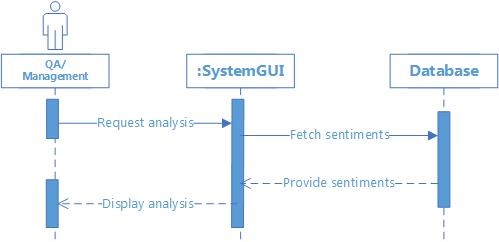 QA/
Management
:SystemGUI
Database
Request analysis
Fetch sentiments
Provide sentiments
Display analysis